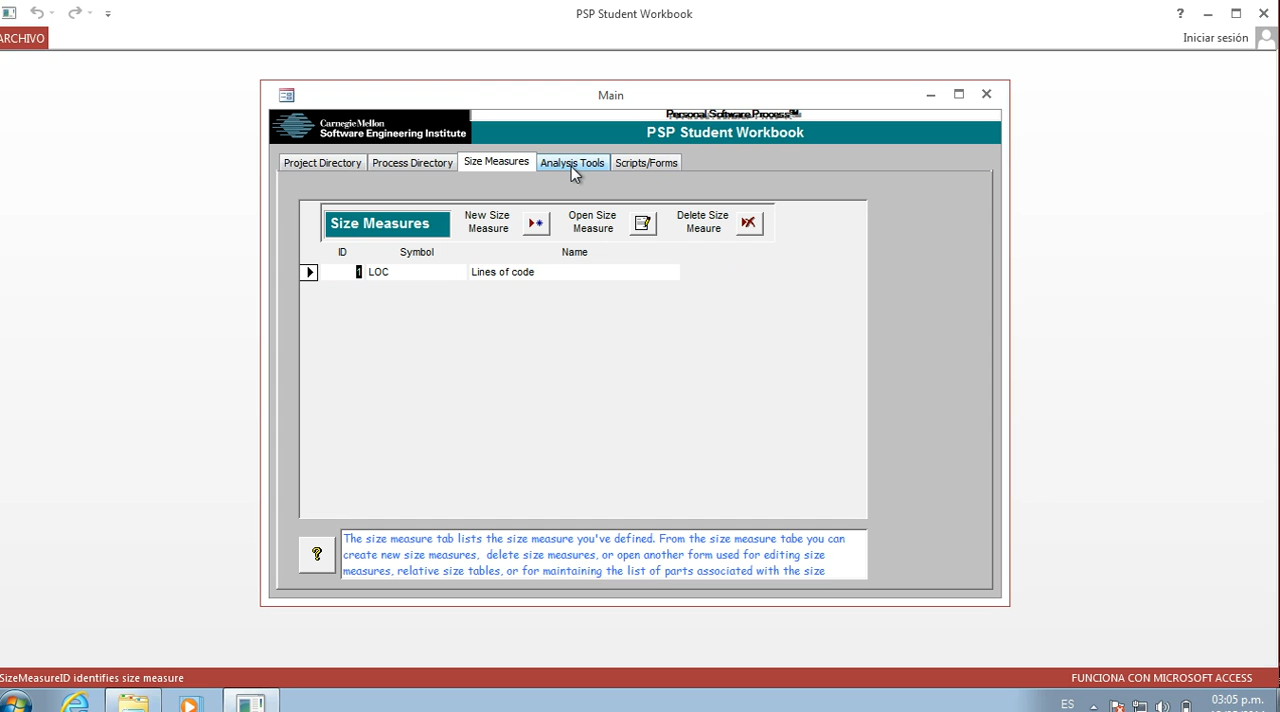 PSP Student Workbook
?
ARCHIVO
Iniciar sesión
Main
Carnegie Mellon
Software Engineering Institute
Personal Software Process
PSP Student Workbook
Project Directory Process Directory Size Measures Analysis Tools Scripts/Forms
Size Measures
New Size
Measure
Open Size
Measure
Delete Size
Meaure
ID Symbol Name
1 LOC Lines of code
?
The size measure tab lists the size measure you've defined. From the size measure tabe you can
create new size measures, delete size measures, or open another form used for editing size
measures, relative size tables, or for maintaining the list of parts associated with the size
SizeMeasureID identifies size measure
FUNCIONA CON MICROSOFT ACCESS
ES
03:05 p.m.